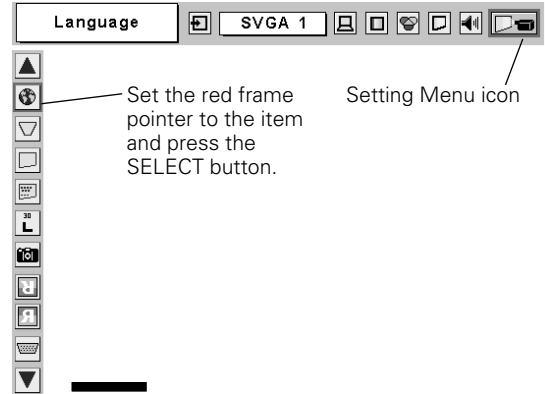 Language
SVGA 1
Set the red frame
pointer to the item
and press the
SELECT button.
Setting Menu icon
30
L
R
R